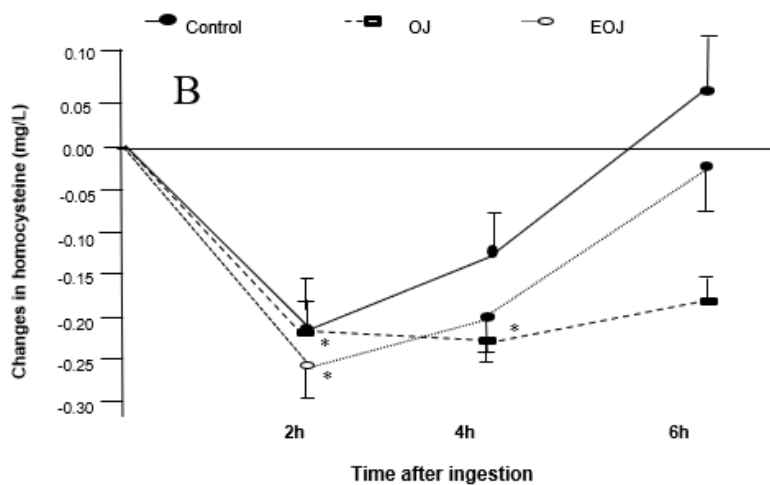 Control OJ EOJ
B
Changes in homocysteine (mg/L)
0.10
0.05
0.00
-0.05
-0.10
-0.15
-0.20
-0.25
-0.30
*
*
*
2h 4h 6h
Time after ingestion